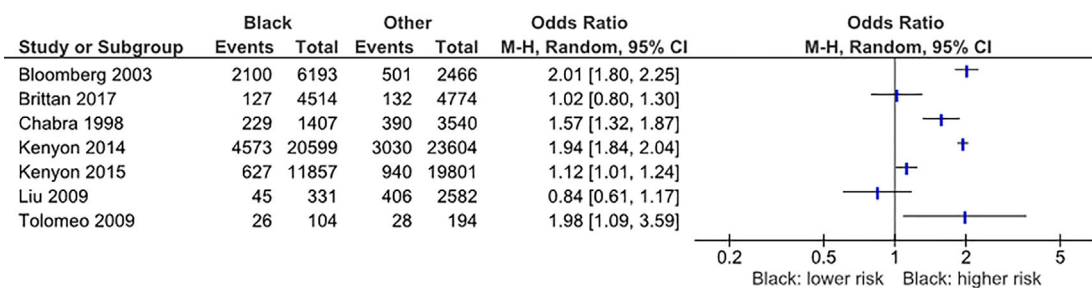 Black Other Odds Ratio Odds Ratio
Study or Subgroup Events Total Events Total M-H, Random, 95% CI M-H, Random, 95% CI
Bloomberg 2003 2100 6193 501 2466 2.01 [1.80, 2.25]
Brittan 2017 127 4514 132 4774 1.02 [0.80, 1.30]
Chabra 1998 229 1407 390 3540 1.57 [1.32, 1.87]
Kenyon 2014 4573 20599 3030 23604 1.94 [1.84, 2.04]
Kenyon 2015 627 11857 940 19801 1.12 [1.01, 1.24]
Liu 2009 45 331 406 2582 0.84 [0.61, 1.17]
Tolomeo 2009 26 104 28 194 1.98 [1.09, 3.59]
0.2 0.5 1 2 5
Black: lower risk Black: higher risk